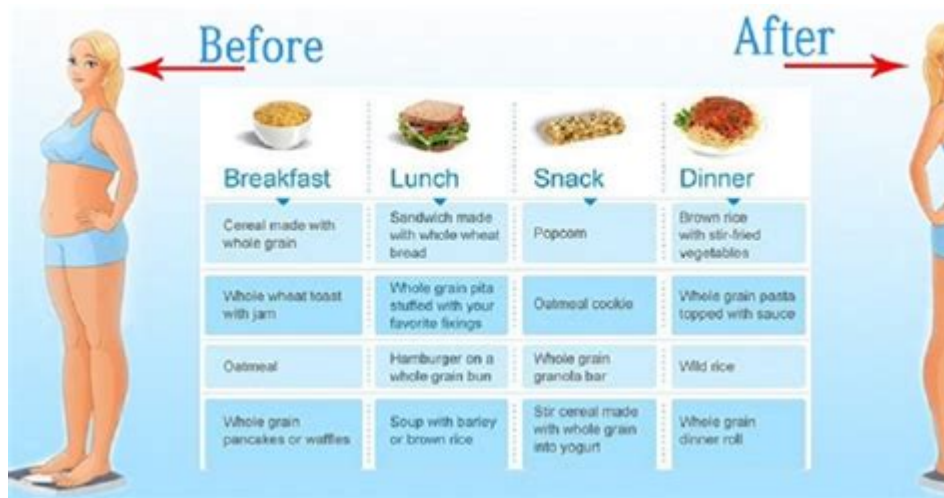 Before
After
Breakfast
Lunch
Snack
Dinner
Cereal made with
whole grain
Sandwich made
with whole wheat
bread
Popcorn
Brown rice
with stir-fried
vegetables
Whole wheat toast
with jam
Whole grain pita
stuffed with your
favorite fixings
Oatmeal cookie
Whole grain pasta
topped with sauce
Oatmeal
Hamburger on a
whole grain bun
Whole grain
granola bar
Wild rice
Whole grain
pancakes or waffles
Soup with barley
or brown rice
Stir cereal made
with whole grain
into yogurt
Whole grain
dinner roll